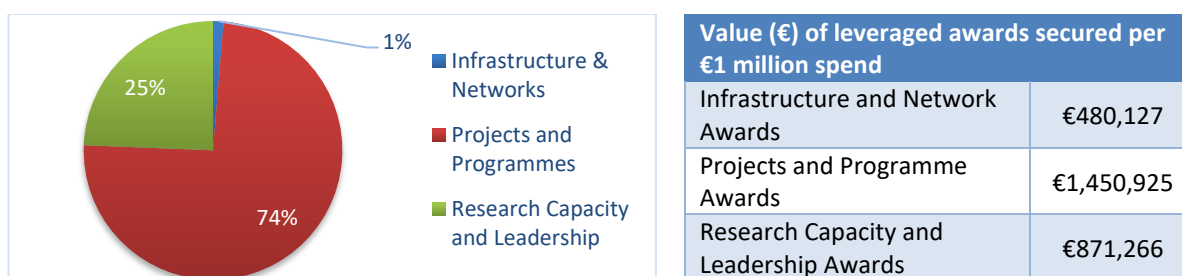 1%
25%
74%
Infrastructure &
Networks
Projects and
Programmes
Research Capacity
and Leadership
Value (€) of leveraged awards secured per
€1 million spend
Infrastructure and Network
Awards
€480,127
Projects and Programme
Awards
€1,450,925
Research Capacity and
Leadership Awards
€871,266